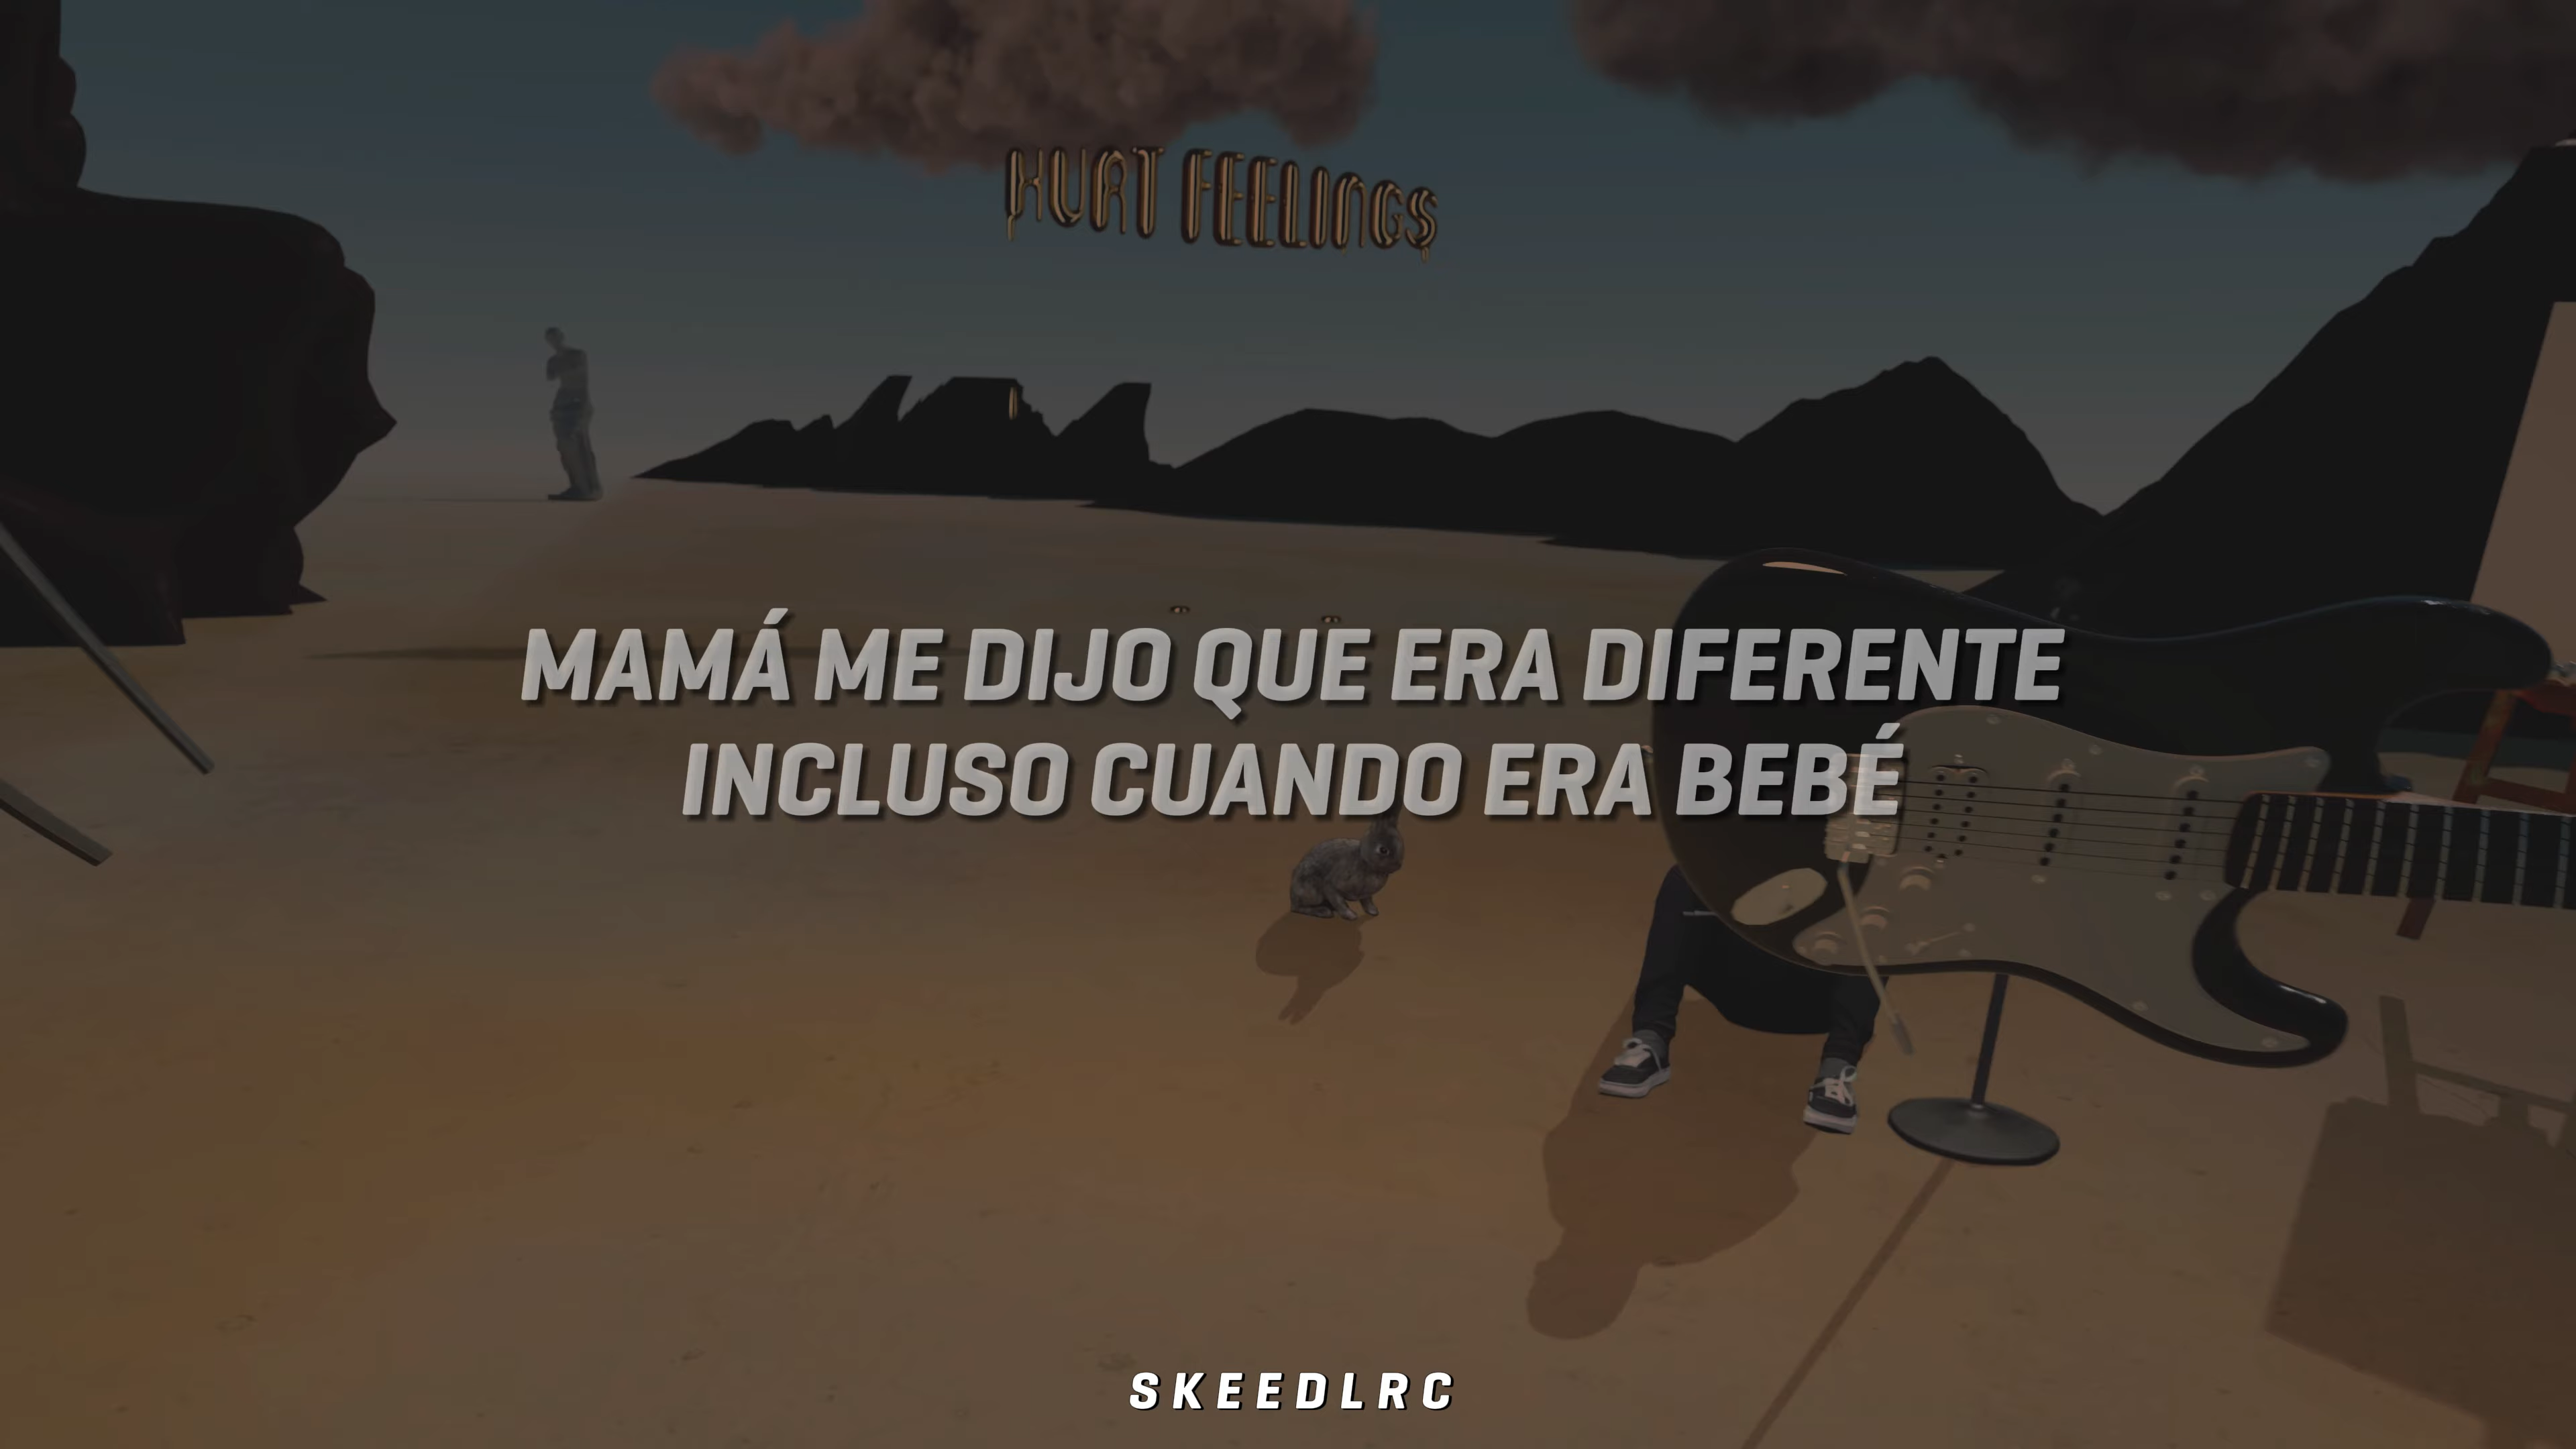 HURT FEELINGS
MAMÁ ME DIJO QUE ERA DIFERENTE
INCLUSO CUANDO ERA BEBÉ
SKEEDLRC